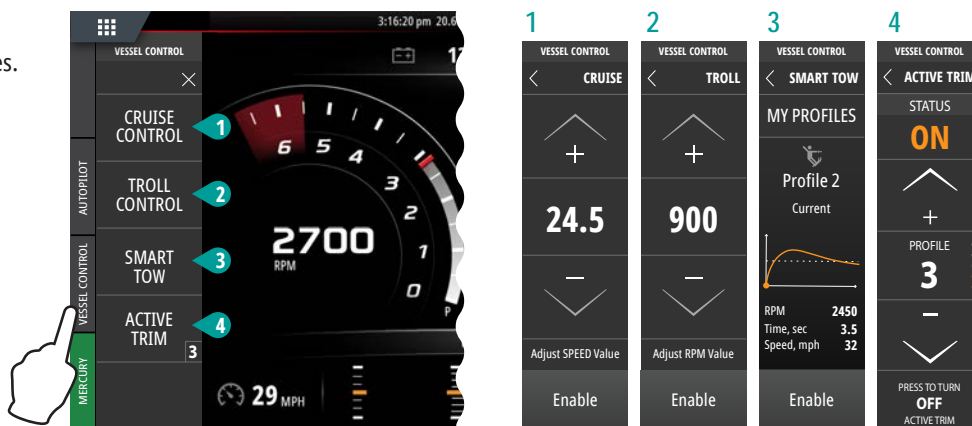 es.
3:16:20 pm 20.6
VESSEL CONTROL
CRUISE
CONTROL
1
TROLL
CONTROL
2
SMART
TOW
3
ACTIVE
TRIM
4
3
AUTOPILOT
VESSEL CONTROL
MERCURY
17
6
5
4
3
2
1
0
P
2700
RPM
29 MPH
1
VESSEL CONTROL
CRUISE
+
24.5
−
Adjust SPEED Value
Enable
2
VESSEL CONTROL
TROLL
+
900
−
Adjust RPM Value
Enable
3
VESSEL CONTROL
SMART TOW
MY PROFILES
Profile 2
Current
RPM 2450
Time, sec 3.5
Speed, mph 32
Enable
4
VESSEL CONTROL
ACTIVE TRIM
STATUS
ON
+
PROFILE
3
−
PRESS TO TURN
OFF
ACTIVE TRIM